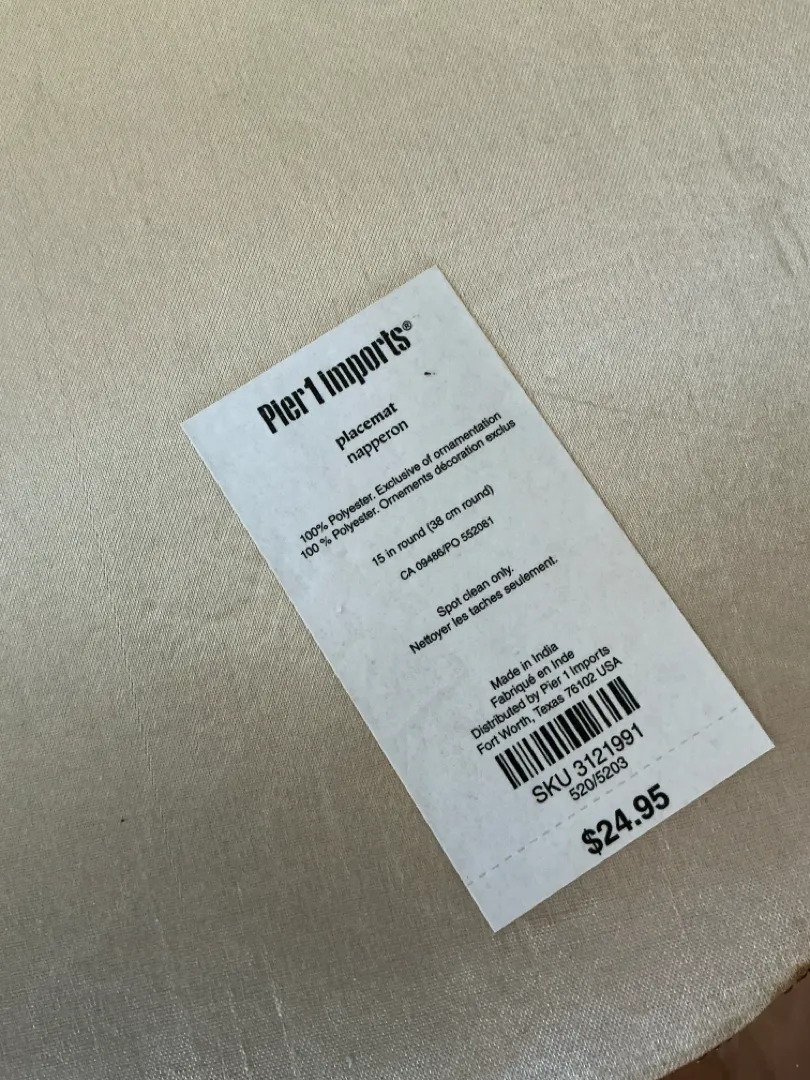 Pier 1 Imports®
placemat
napperon
100% Polyester. Exclusive of ornamentation
100 % Polyester. Ornements décoration exclus
15 in round (38 cm round)
CA 09486/PO 552081
Spot clean only.
Nettoyer les taches seulement.
Made in India
Fabriqué en Inde
Distributed by Pier 1 Imports
Fort Worth, Texas 76102 USA
SKU 3121991
520/5203
$24.95